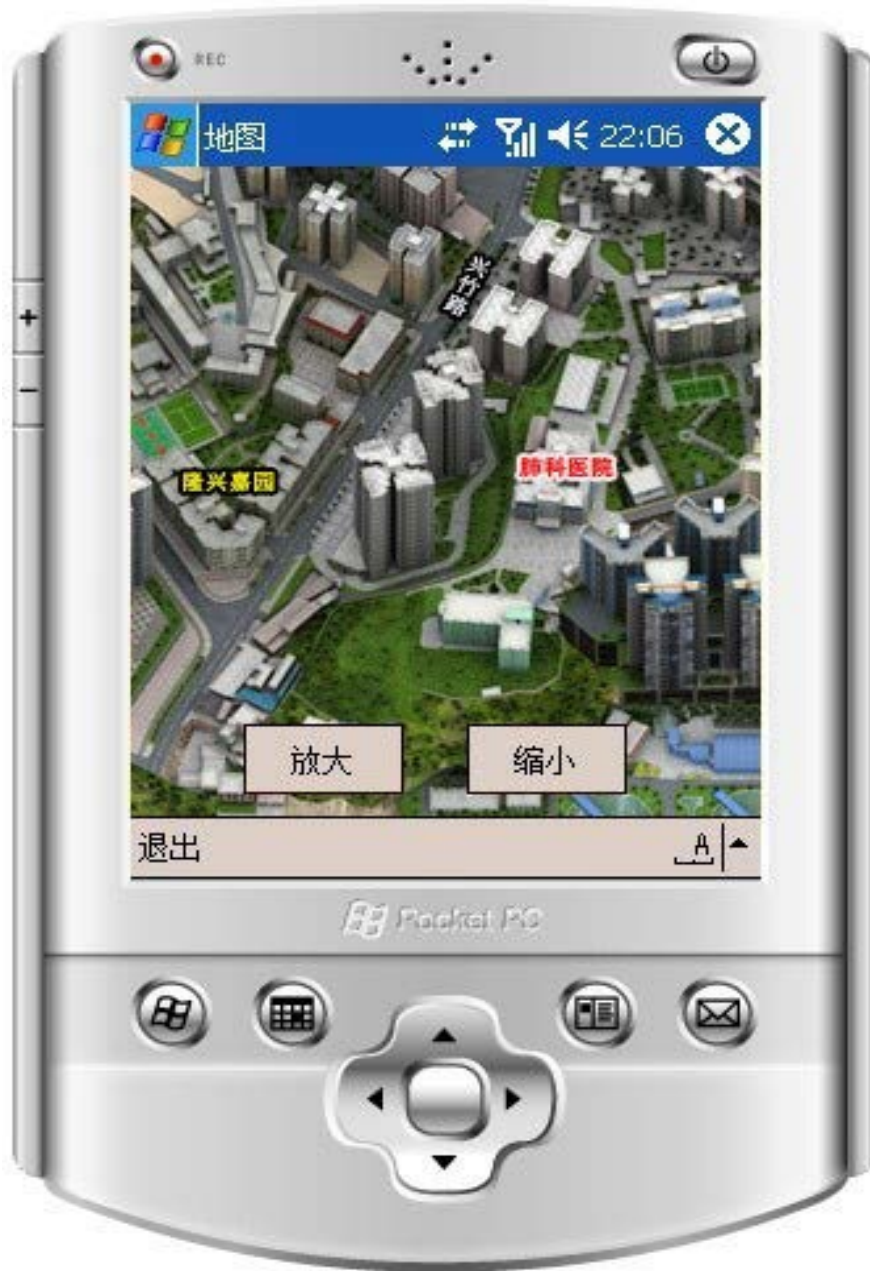 REC
地图 22:06
兴竹路
肺科医院
隆兴嘉园
放大 缩小
退出 A
Pocket PC
+
-